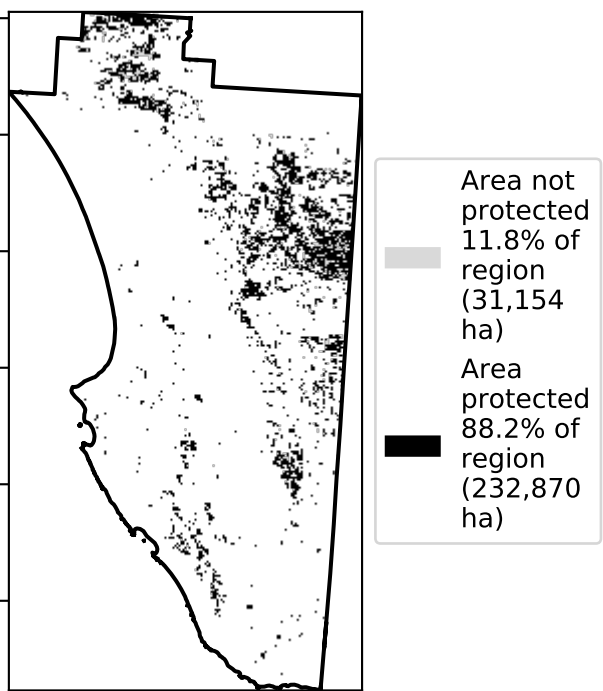 Area not
protected
11.8% of
region
(31,154
ha)
Area
protected
88.2% of
region
(232,870
ha)